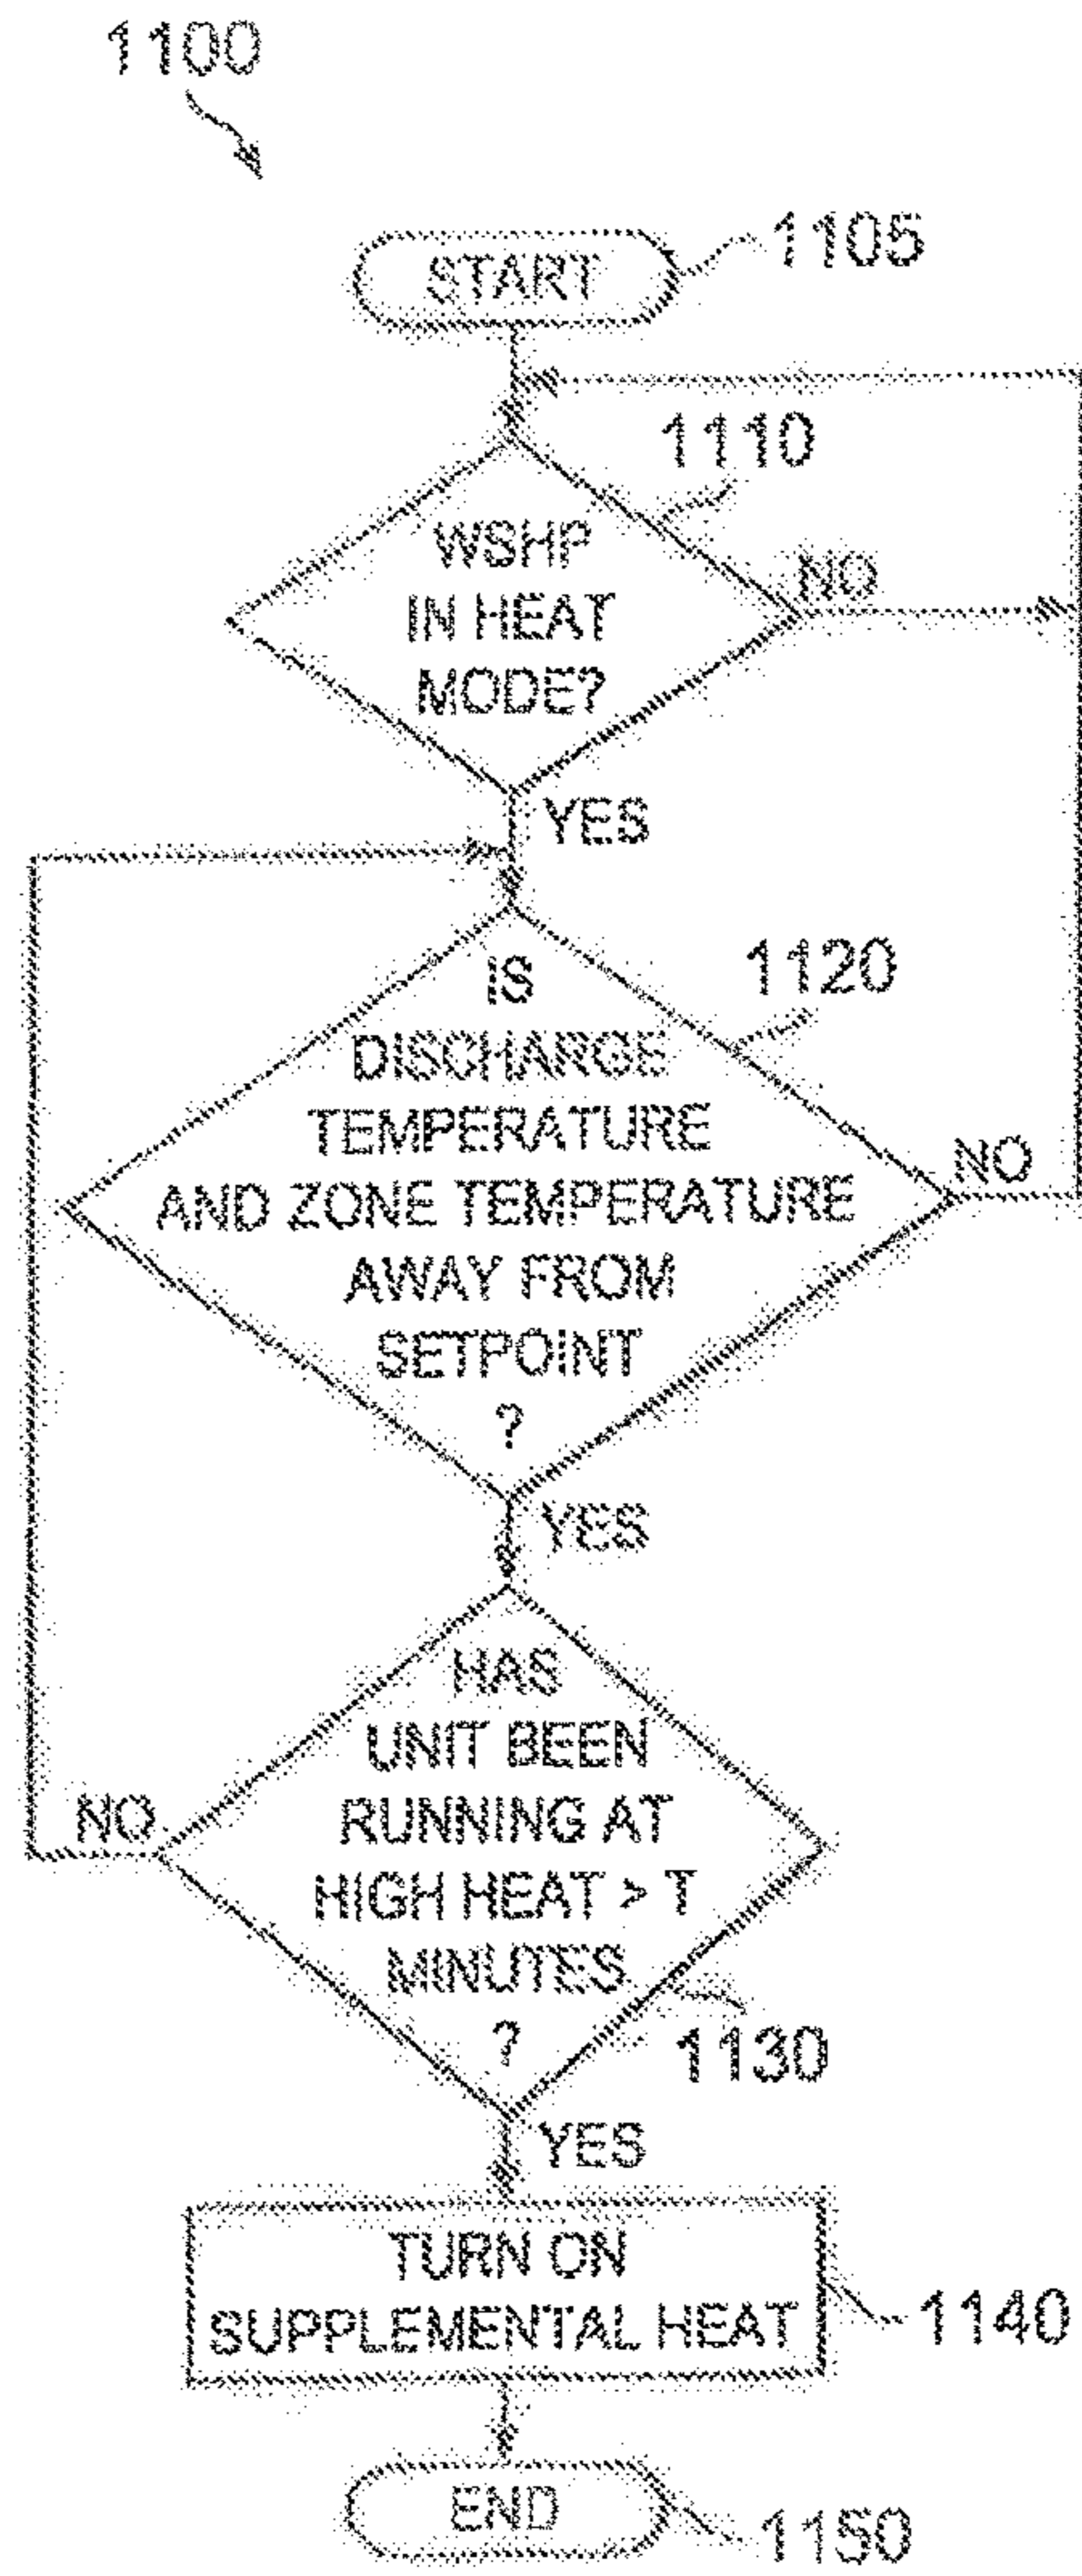 1100
START
1105
1110
WSHP
IN HEAT
MODE?
NO
YES
1120
IS
DISCHARGE
TEMPERATURE
AND ZONE TEMPERATURE
AWAY FROM
SETPOINT
?
NO
YES
HAS
UNIT BEEN
RUNNING AT
HIGH HEAT > T
MINUTES
?
NO
1130
YES
TURN ON
SUPPLEMENTAL HEAT
1140
END
1150